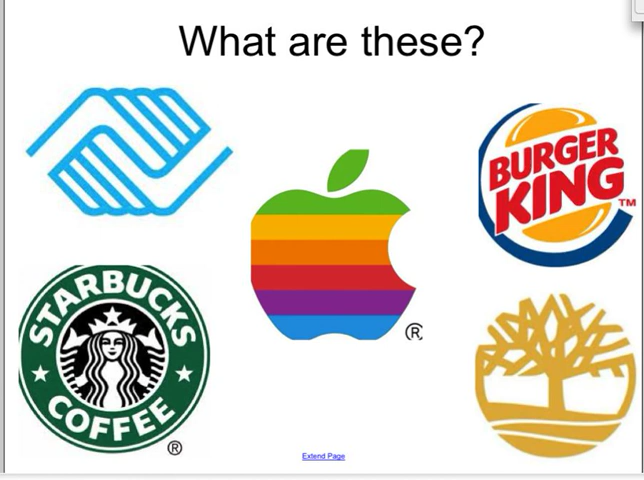 What are these?
BURGER
KING
TM
®
STARBUCKS
COFFEE
®
Extend Page